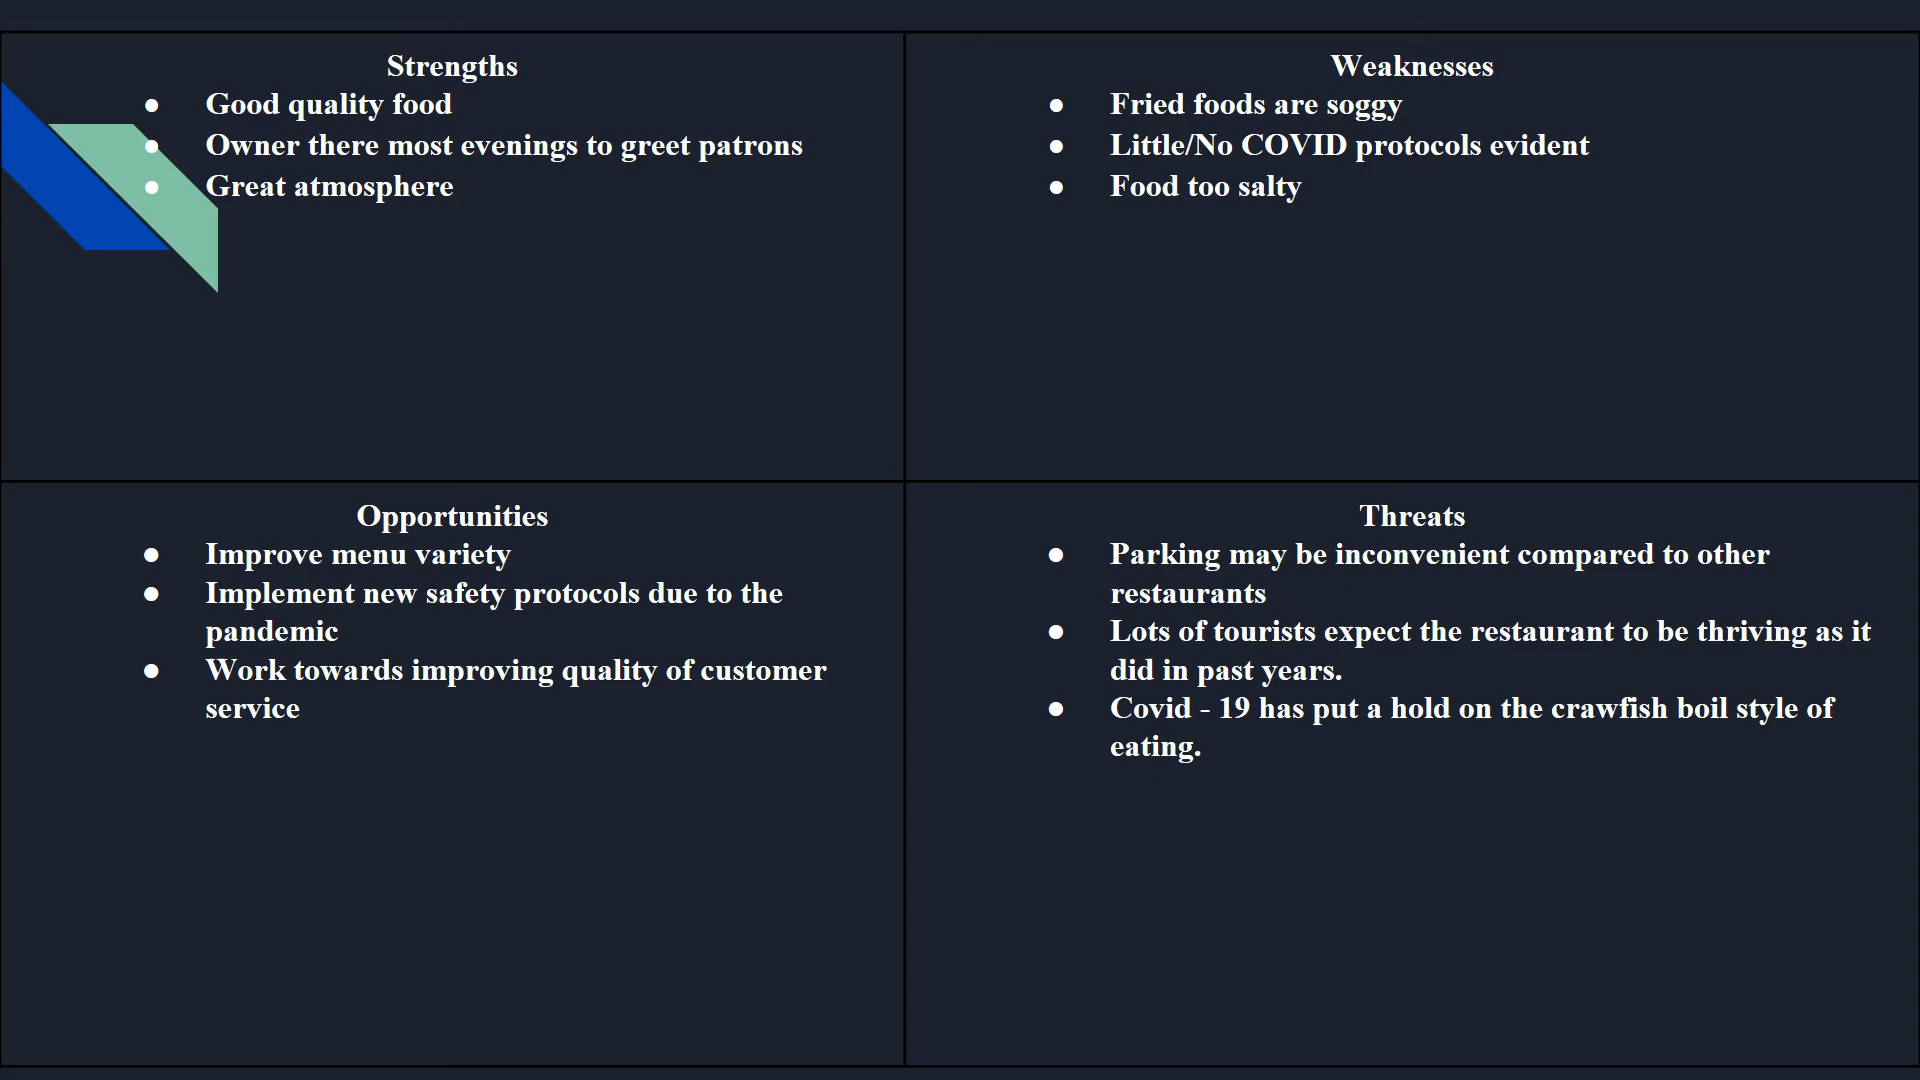 Strengths
● Good quality food
● Owner there most evenings to greet patrons
● Great atmosphere
Weaknesses
● Fried foods are soggy
● Little/No COVID protocols evident
● Food too salty
Opportunities
● Improve menu variety
● Implement new safety protocols due to the
pandemic
● Work towards improving quality of customer
service
Threats
● Parking may be inconvenient compared to other
restaurants
● Lots of tourists expect the restaurant to be thriving as it
did in past years.
● Covid - 19 has put a hold on the crawfish boil style of
eating.